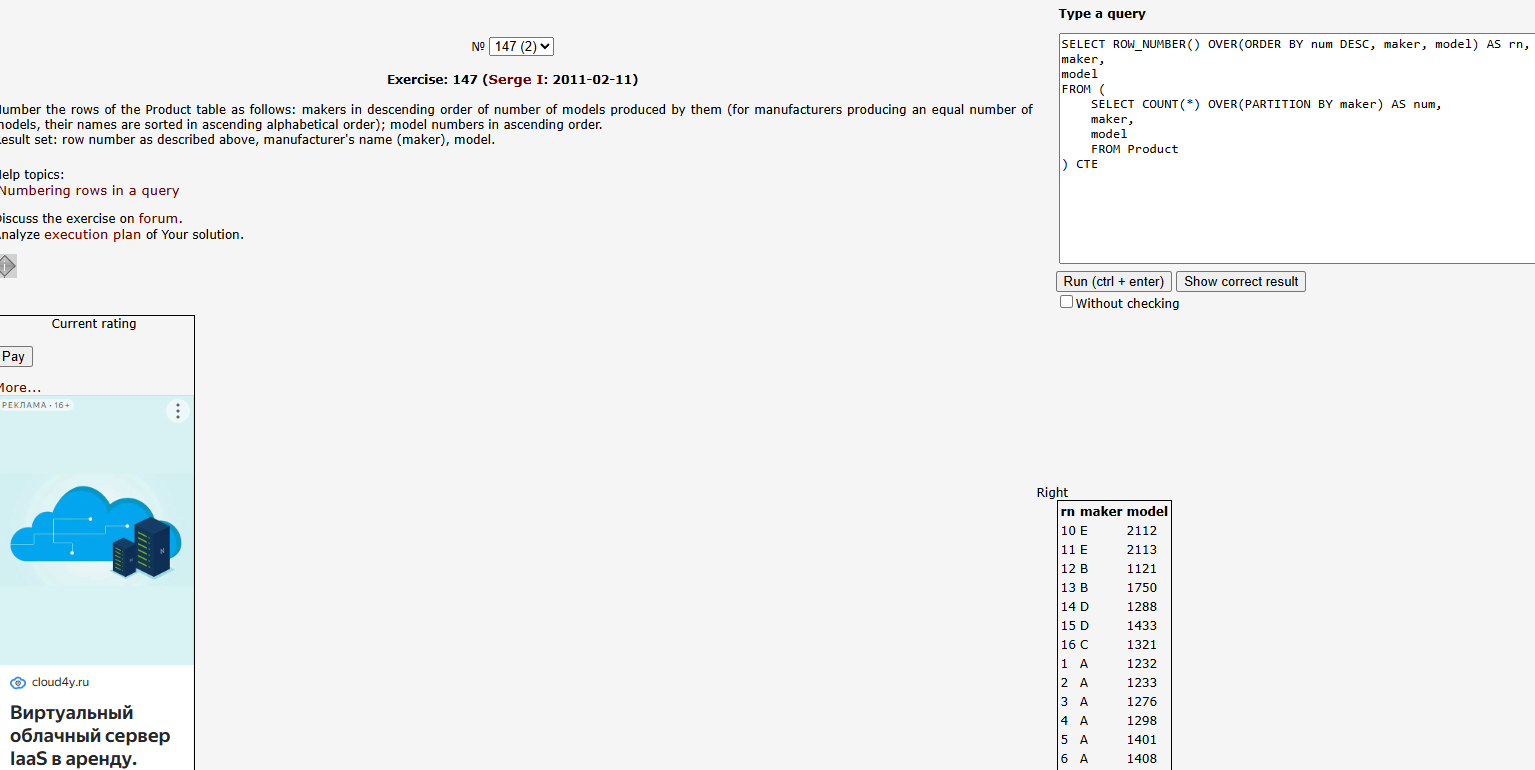 № 147 (2)
Exercise: 147 (Serge I: 2011-02-11)
umber the rows of the Product table as follows: makers in descending order of number of models produced by them (for manufacturers producing an equal number of
odels, their names are sorted in ascending alphabetical order); model numbers in ascending order.
esult set: row number as described above, manufacturer's name (maker), model.
elp topics:
Numbering rows in a query
iscuss the exercise on forum.
nalyze execution plan of Your solution.
Current rating
Pay
More...
РЕКЛАМА • 16+
cloud4y.ru
Виртуальный
облачный сервер
IaaS в аренду.
Type a query
SELECT ROW_NUMBER() OVER(ORDER BY num DESC, maker, model) AS rn,
maker,
model
FROM (
SELECT COUNT(*) OVER(PARTITION BY maker) AS num,
maker,
model
FROM Product
) CTE
Run (ctrl + enter) Show correct result
Without checking
Right
rn maker model
10 E 2112
11 E 2113
12 B 1121
13 B 1750
14 D 1288
15 D 1433
16 C 1321
1 A 1232
2 A 1233
3 A 1276
4 A 1298
5 A 1401
6 A 1408